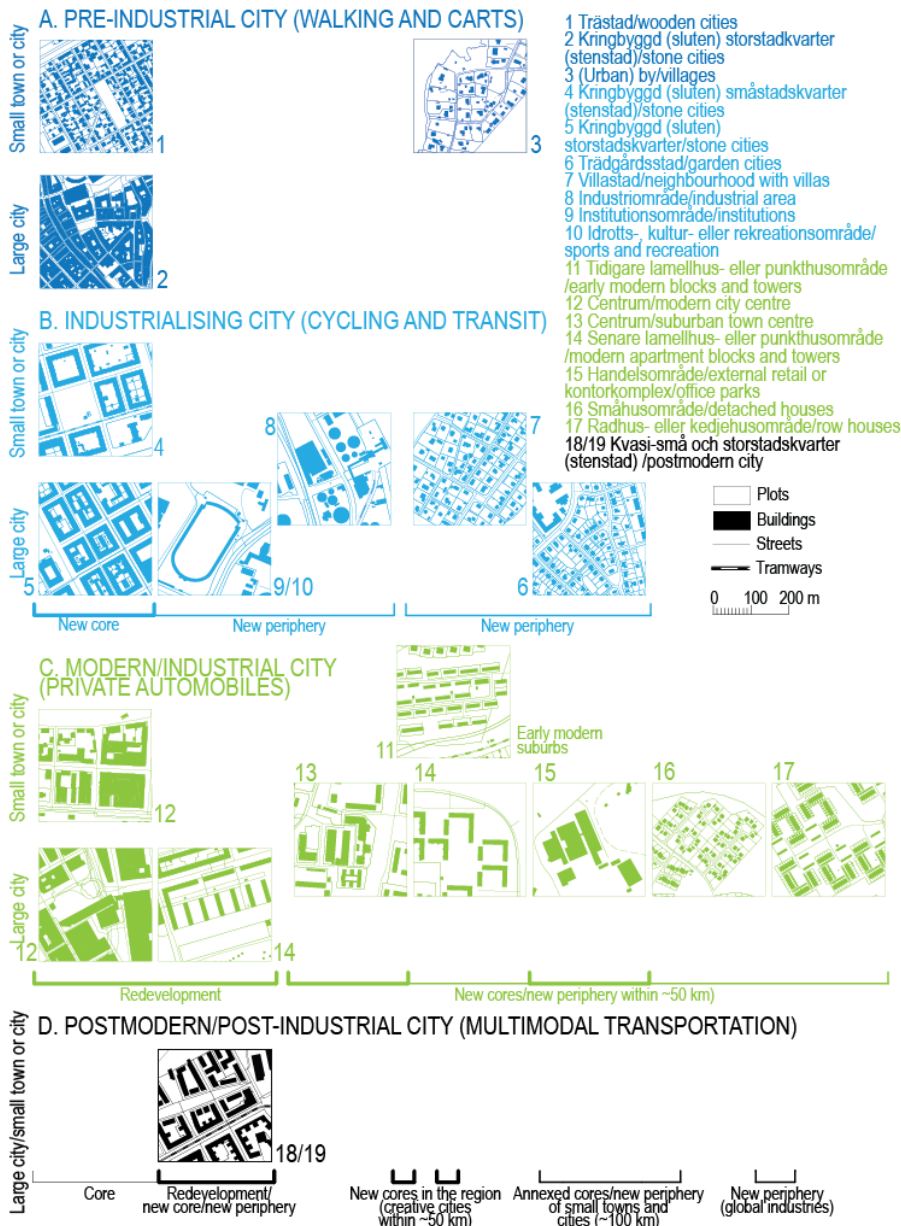 A. PRE-INDUSTRIAL CITY (WALKING AND CARTS)
Small town or city
1
3
Large city
2
1 Trästad/wooden cities
2 Kringbyggd (sluten) storstadkvarter
(stenstad)/stone cities
3 (Urban) by/villages
4 Kringbyggd (sluten) småstadskvarter
(stenstad)/stone cities
5 Kringbyggd (sluten)
storstadskvarter/stone cities
6 Trädgårdsstad/garden cities
7 Villastad/neighbourhood with villas
8 Industriområde/industrial area
9 Institutionsområde/institutions
10 Idrotts-, kultur- eller rekreationsområde/
sports and recreation
11 Tidigare lamellhus- eller punkthusområde
/early modern blocks and towers
12 Centrum/modern city centre
13 Centrum/suburban town centre
14 Senare lamellhus- eller punkthusområde
/modern apartment blocks and towers
15 Handelsområde/external retail or
kontorkomplex/office parks
16 Småhusområde/detached houses
17 Radhus- eller kedjehusområde/row houses
18/19 Kvasi-små och storstadskvarter
(stenstad) /postmodern city
Plots
Buildings
Streets
Tramways
0 100 200 m
B. INDUSTRIALISING CITY (CYCLING AND TRANSIT)
Small town or city
4
8
7
Large city
5
9/10
6
New core
New periphery
New periphery
C. MODERN/INDUSTRIAL CITY
(PRIVATE AUTOMOBILES)
Small town or city
12
11
Early modern
suburbs
13
14
15
16
17
Large city
12
14
Redevelopment
New cores/new periphery within ~50 km)
D. POSTMODERN/POST-INDUSTRIAL CITY (MULTIMODAL TRANSPORTATION)
Large city/small town or city
18/19
Core
Redevelopment/
new core/new periphery
New cores in the region
(creative cities
within ~50 km)
Annexed cores/new periphery
of small towns and
cities (~100 km)
New periphery
(global industries)